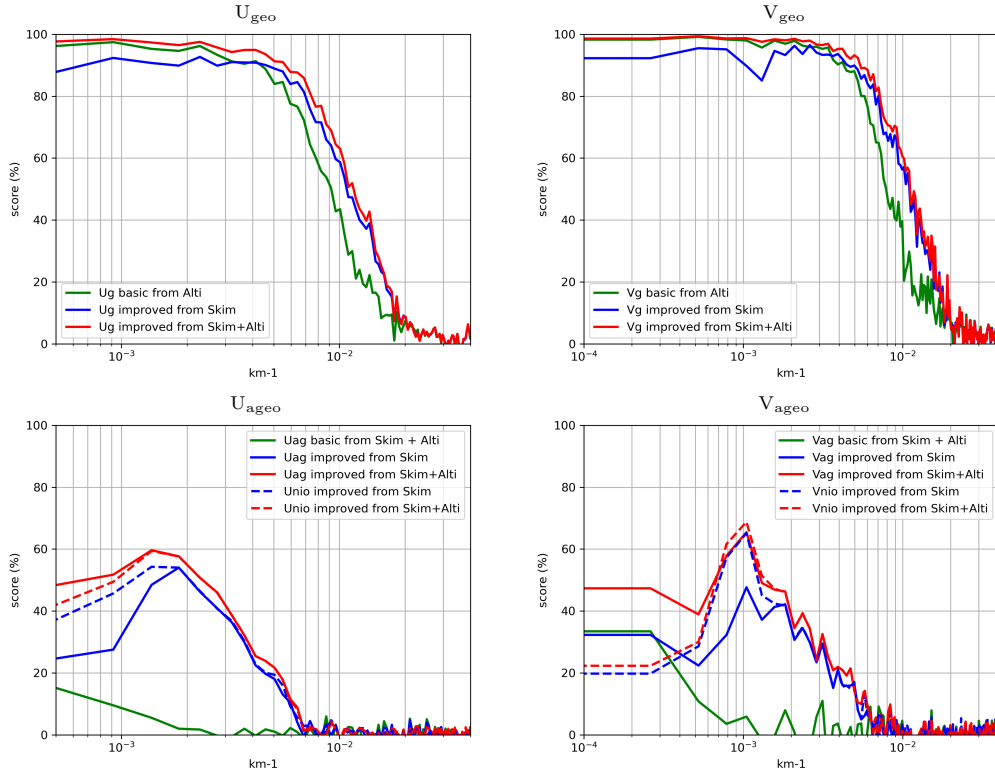 U_geo
V_geo
100
80
60
40
20
0
score (%)
Ug basic from Alti
Ug improved from Skim
Ug improved from Skim+Alti
10⁻³
10⁻²
km-1
100
80
60
40
20
0
score (%)
Vg basic from Alti
Vg improved from Skim
Vg improved from Skim+Alti
10⁻⁴
10⁻³
10⁻²
km-1
U_ageo
V_ageo
100
80
60
40
20
0
score (%)
Uag basic from Skim + Alti
Uag improved from Skim
Uag improved from Skim+Alti
Unio improved from Skim
Unio improved from Skim+Alti
10⁻³
10⁻²
km-1
100
80
60
40
20
0
score (%)
Vag basic from Skim + Alti
Vag improved from Skim
Vag improved from Skim+Alti
Vnio improved from Skim
Vnio improved from Skim+Alti
10⁻⁴
10⁻³
10⁻²
km-1